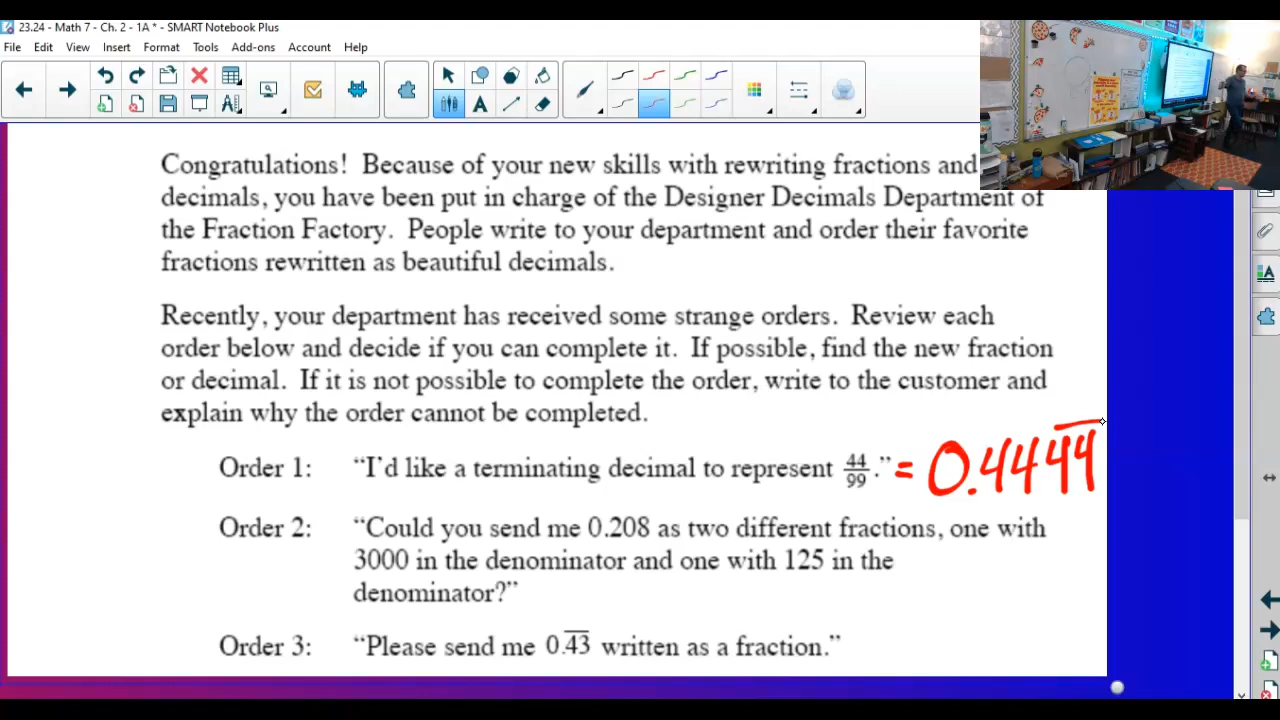 23.24 - Math 7 - Ch. 2 - 1A * - SMART Notebook Plus
File Edit View Insert Format Tools Add-ons Account Help
Congratulations! Because of your new skills with rewriting fractions and
decimals, you have been put in charge of the Designer Decimals Department of
the Fraction Factory. People write to your department and order their favorite
fractions rewritten as beautiful decimals.
Recently, your department has received some strange orders. Review each
order below and decide if you can complete it. If possible, find the new fraction
or decimal. If it is not possible to complete the order, write to the customer and
explain why the order cannot be completed.
Order 1: “I’d like a terminating decimal to represent 44/99.” = 0.444̅4̅
Order 2: “Could you send me 0.208 as two different fractions, one with
3000 in the denominator and one with 125 in the
denominator?”
Order 3: “Please send me 0.4̅3̅ written as a fraction.”